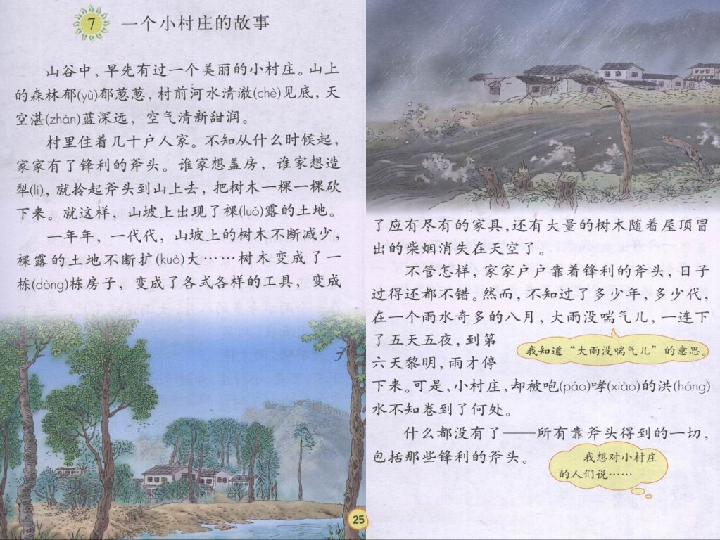 7 一个小村庄的故事
山谷中，早先有过一个美丽的小村庄。山上
的森林郁(yù)郁葱葱，村前河水清澈(chè)见底，天
空湛(zhàn)蓝深远，空气清新甜润。
村里住着几十户人家。不知从什么时候起，
家家有了锋利的斧头。谁家想盖房，谁家想造
犁(lí)，就拎起斧头到山上去，把树木一棵一棵砍
下来。就这样，山坡上出现了裸(luǒ)露的土地。
一年年，一代代，山坡上的树木不断减少，
裸露的土地不断扩(kuò)大……树木变成了一
栋(dòng)栋房子，变成了各式各样的工具，变成
25
了应有尽有的家具，还有大量的树木随着屋顶冒
出的柴烟消失在天空了。
不管怎样，家家户户靠着锋利的斧头，日子
过得还都不错。然而，不知过了多少年，多少代，
在一个雨水奇多的八月，大雨没喘气儿，一连下
了五天五夜，到第
我知道“大雨没喘气儿”的意思。
六天黎明，雨才停
下来。可是，小村庄，却被咆(páo)哮(xiào)的洪(hóng)
水不知卷到了何处。
什么都没有了——所有靠斧头得到的一切，
包括那些锋利的斧头。
我想对小村庄
的人们说……